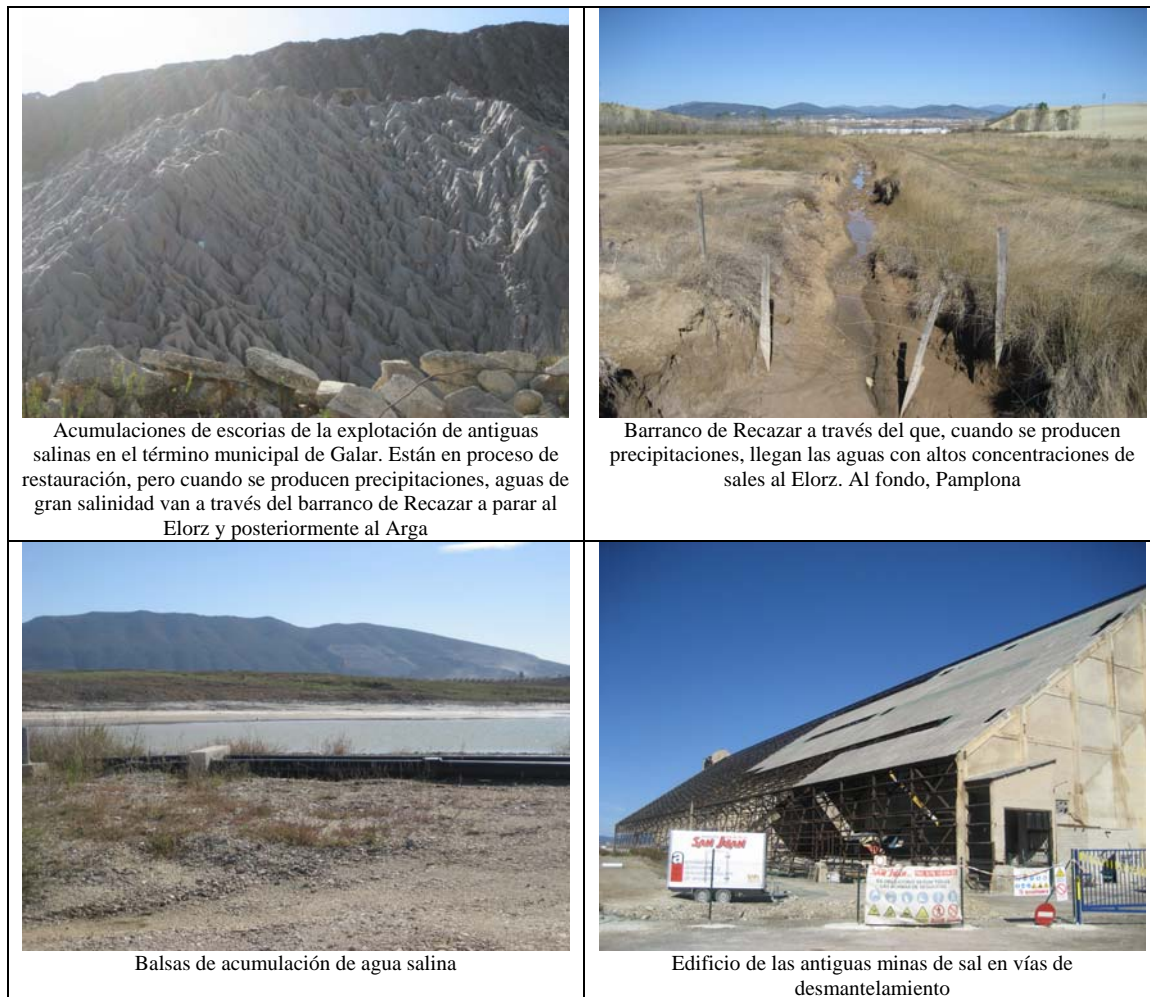 Acumulaciones de escorias de la explotación de antiguas
salinas en el término municipal de Galar. Están en proceso de
restauración, pero cuando se producen precipitaciones, aguas de
gran salinidad van a través del barranco de Recazar a parar al
Elorz y posteriormente al Arga
Barranco de Recazar a través del que, cuando se producen
precipitaciones, llegan las aguas con altos concentraciones de
sales al Elorz. Al fondo, Pamplona
Balsas de acumulación de agua salina
SAN JUAN
a
SAN JUAN
Edificio de las antiguas minas de sal en vías de
desmantelamiento